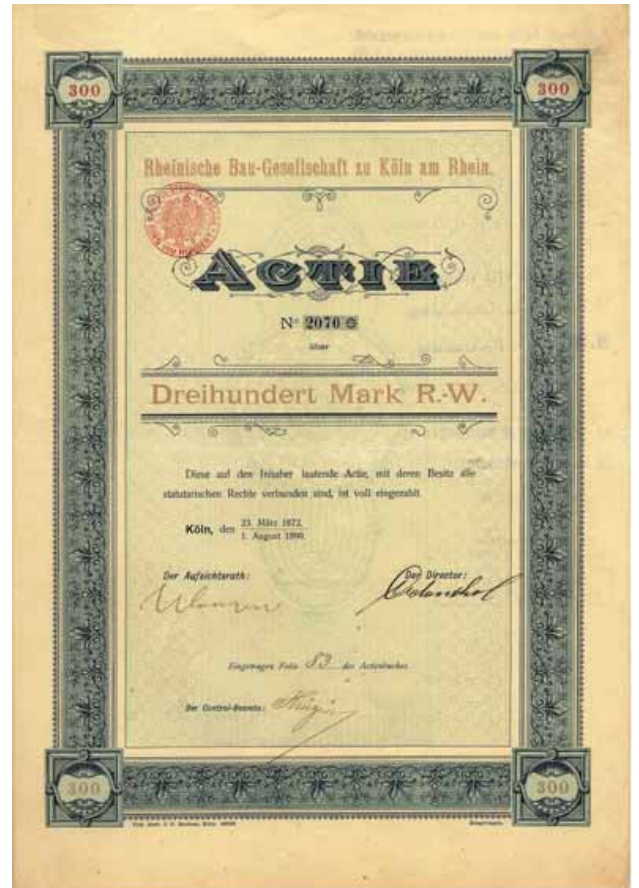 300 300
Rheinische Bau-Gesellschaft zu Köln am Rhein.
ACTIE
No 2070
über
Dreihundert Mark R.-W.
Diese auf den Inhaber lautende Actie, mit deren Besitz alle
statutarischen Rechte verbunden sind, ist voll eingezahlt.
Köln, den 23. März 1872.
1. August 1890.
Der Aufsichtsrath: Der Director:
Eingetragen Folio 83 des Actienbuches.
Der Control-Beamte:
300 300